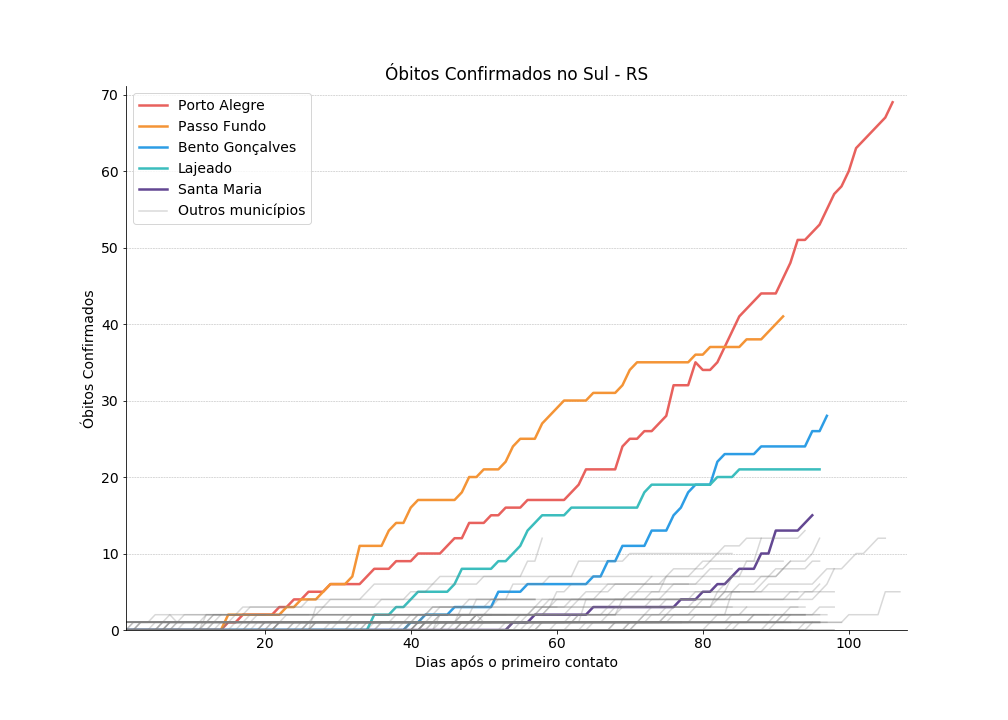 Óbitos Confirmados no Sul - RS
Porto Alegre
Passo Fundo
Bento Gonçalves
Lajeado
Santa Maria
Outros municípios
70
60
50
40
30
20
10
0
Óbitos Confirmados
20 40 60 80 100
Dias após o primeiro contato